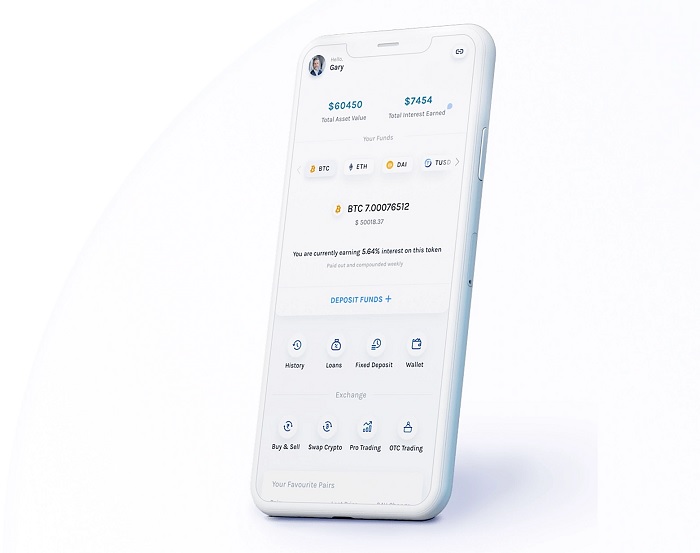 Hello,
Gary
$60450
Total Asset Value
$7454
Total Interest Earned
Your Funds
BTC
ETH
DAI
TUSD
BTC 7.00076512
$ 50018.37
You are currently earning 5.64% interest on this token
Paid out and compounded weekly
DEPOSIT FUNDS +
History
Loans
Fixed Deposit
Wallet
Exchange
Buy & Sell
Swap Crypto
Pro Trading
OTC Trading
Your Favourite Pairs